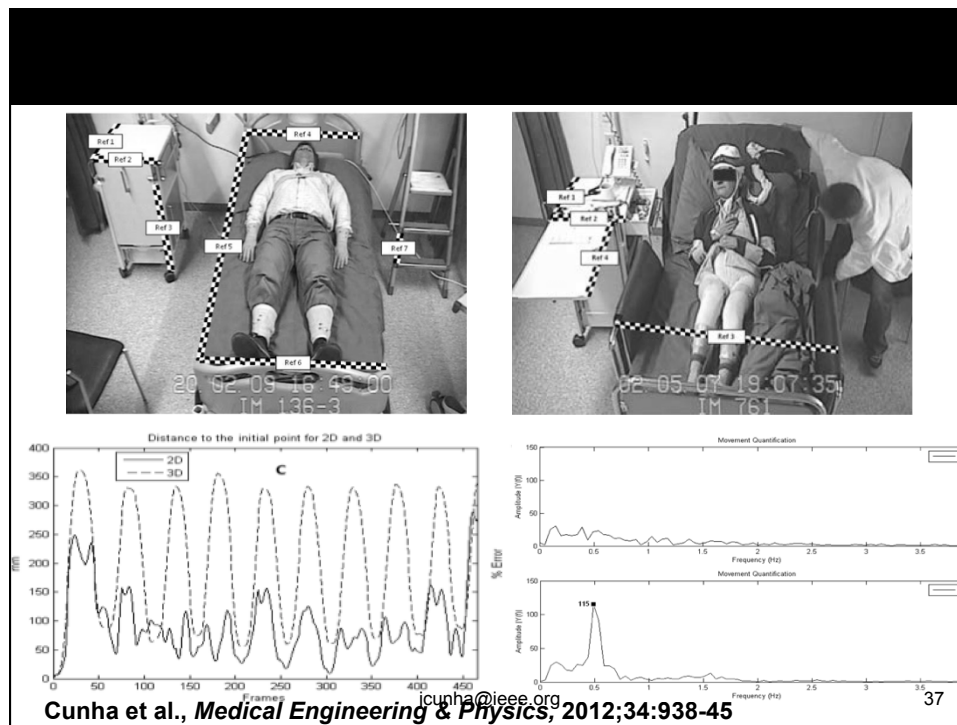 Ref 1
Ref 2
Ref 3
Ref 4
Ref 5
Ref 6
Ref 7
20 02 09 16:49 00
IM 136-3
Ref 1
Ref 2
Ref 4
Ref 3
02 05 07 19:07:35
IM 761
Distance to the initial point for 2D and 3D
2D
3D
C
400
350
300
250
200
150
100
50
0
mm
0 50 100 150 200 250 300 350 400 450
Frames
% Error
Movement Quantification
Amplitude |Y(f)|
150
100
50
0
0 0.5 1 1.5 2 2.5 3 3.5
Frequency (Hz)
Movement Quantification
Amplitude |Y(f)|
150
100
50
0
115
0 0.5 1 1.5 2 2.5 3 3.5
Frequency (Hz)
jcunha@ieee.org
37
Cunha et al., Medical Engineering & Physics, 2012;34:938-45